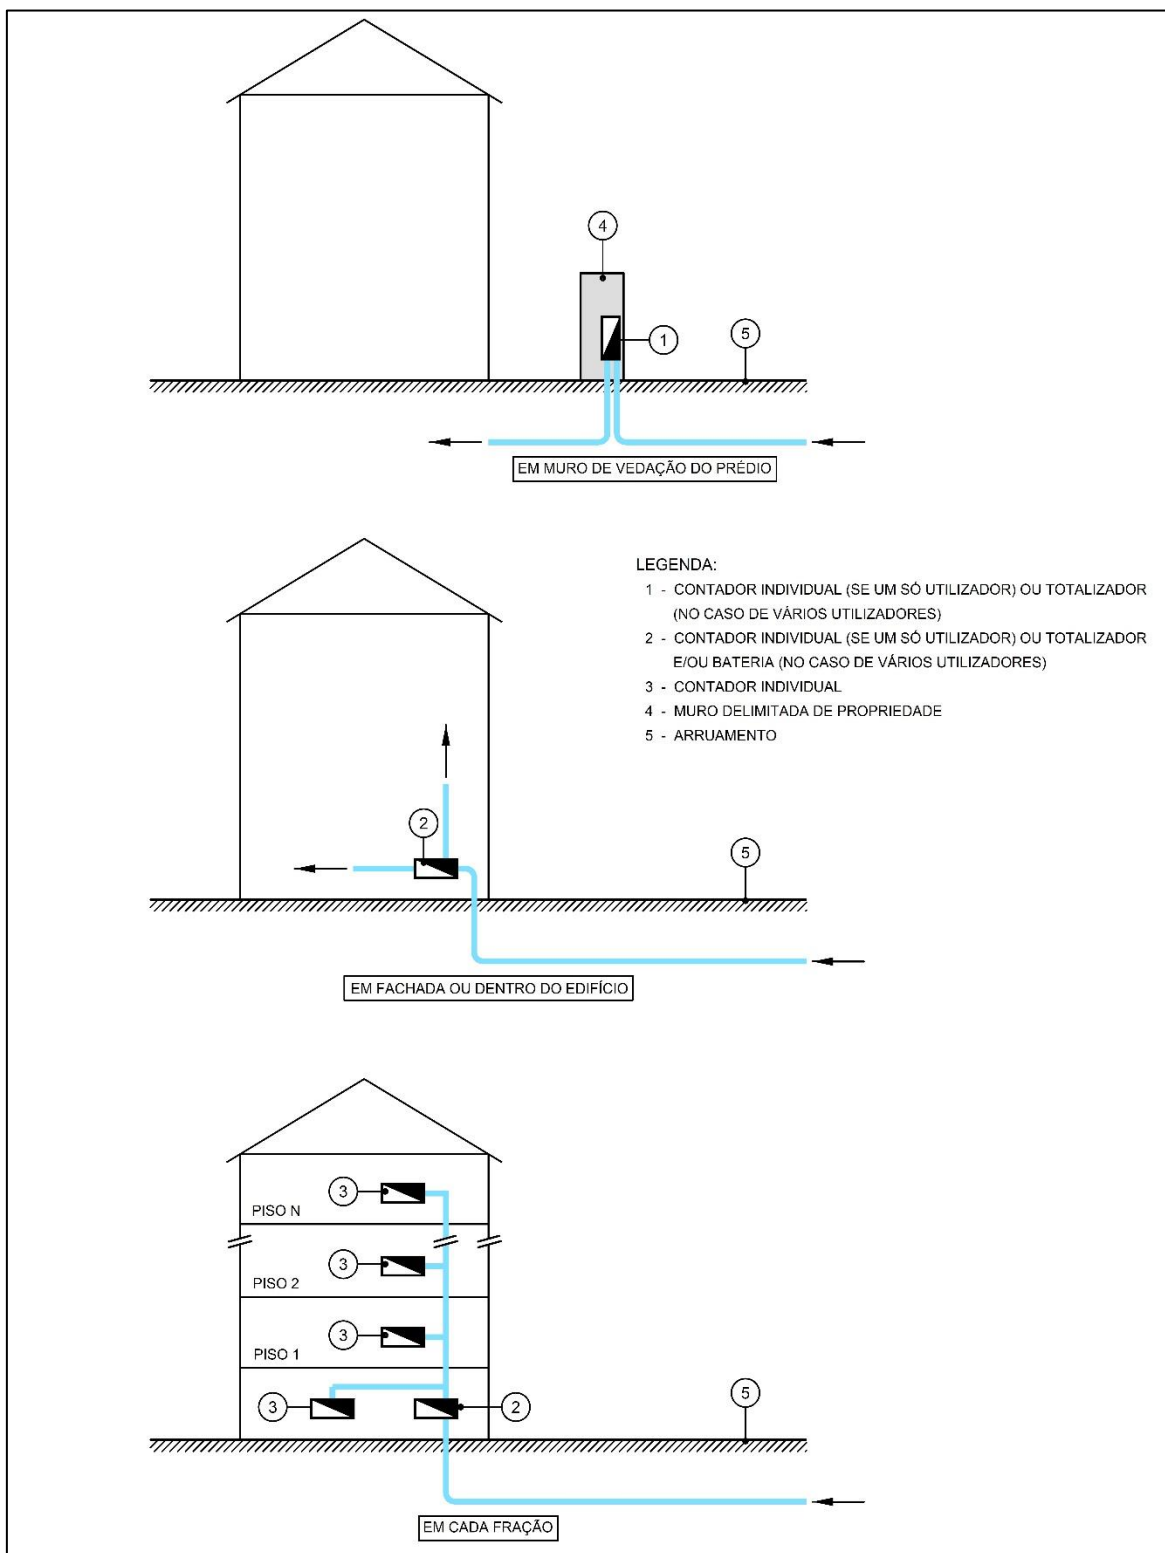 4
1
5
EM MURO DE VEDAÇÃO DO PRÉDIO
LEGENDA:
1 - CONTADOR INDIVIDUAL (SE UM SÓ UTILIZADOR) OU TOTALIZADOR
(NO CASO DE VÁRIOS UTILIZADORES)
2 - CONTADOR INDIVIDUAL (SE UM SÓ UTILIZADOR) OU TOTALIZADOR
E/OU BATERIA (NO CASO DE VÁRIOS UTILIZADORES)
3 - CONTADOR INDIVIDUAL
4 - MURO DELIMITADA DE PROPRIEDADE
5 - ARRUAMENTO
2
5
EM FACHADA OU DENTRO DO EDIFÍCIO
3
PISO N
3
PISO 2
3
PISO 1
3
2
5
EM CADA FRAÇÃO